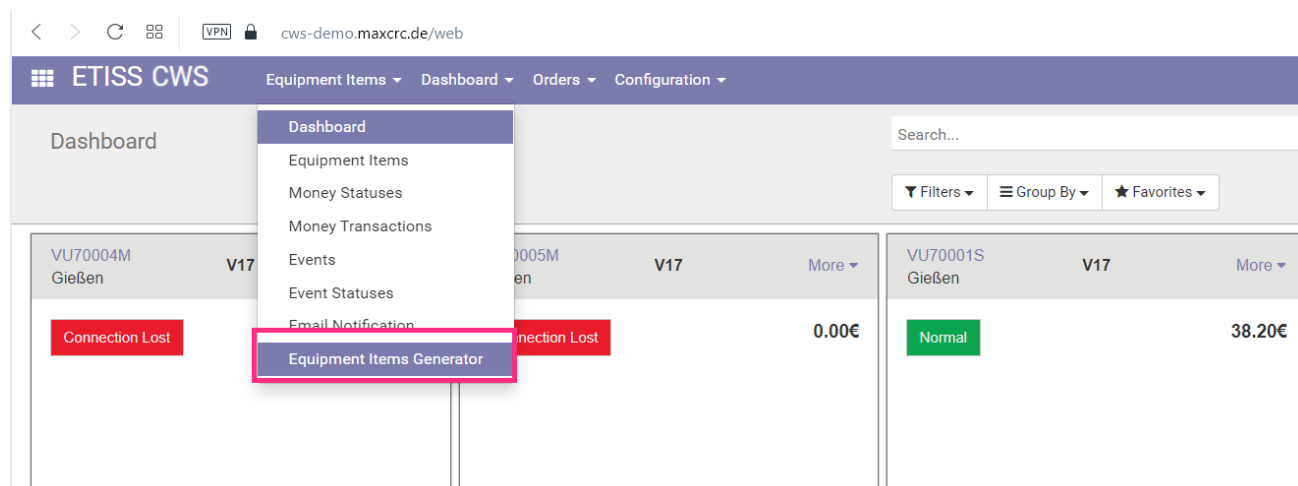 VPN cws-demo.maxcrc.de/web
ETISS CWS Equipment Items Dashboard Orders Configuration
Dashboard
Search...
Filters Group By Favorites
Dashboard
Equipment Items
Money Statuses
Money Transactions
Events
Event Statuses
Email Notification
Equipment Items Generator
VU70004M
Gießen
V17
Connection Lost
0005M
en
V17
More
nection Lost
0.00€
VU70001S
Gießen
V17
More
Normal
38.20€